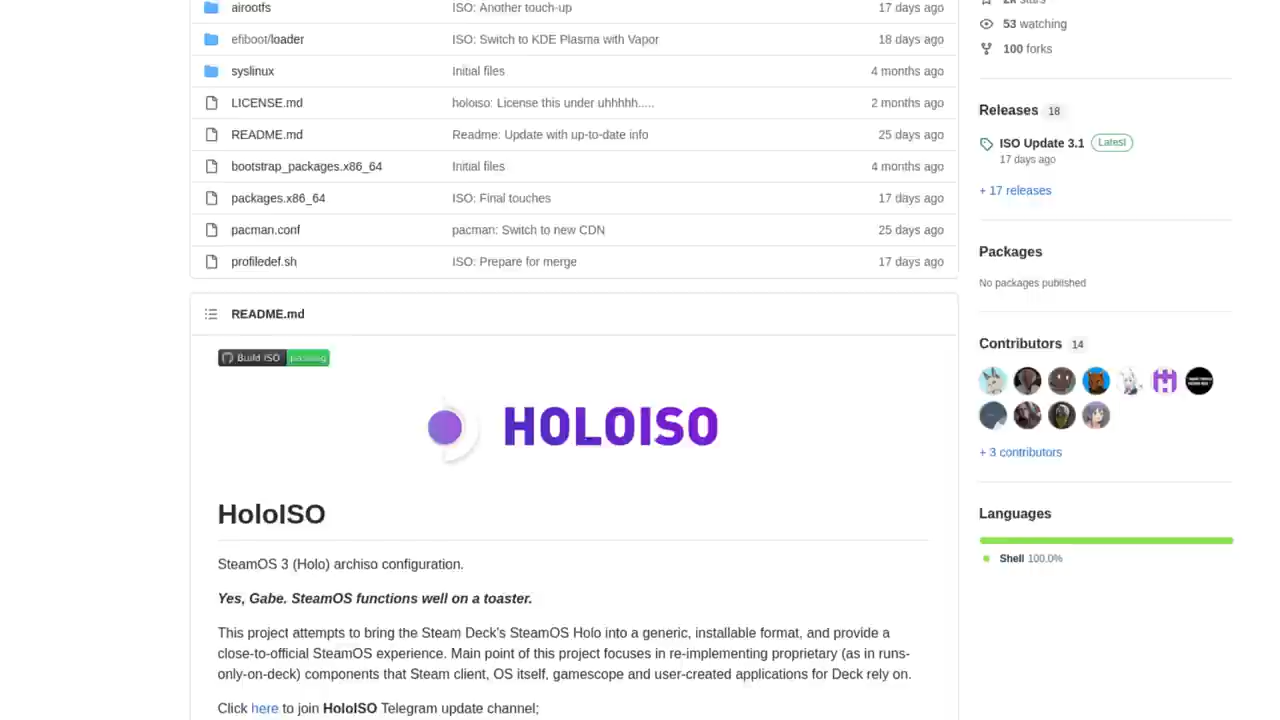 airootfs ISO: Another touch-up 17 days ago
efiboot/loader ISO: Switch to KDE Plasma with Vapor 18 days ago
syslinux Initial files 4 months ago
LICENSE.md holoiso: License this under uhhhhh..... 2 months ago
README.md Readme: Update with up-to-date info 25 days ago
bootstrap_packages.x86_64 Initial files 4 months ago
packages.x86_64 ISO: Final touches 17 days ago
pacman.conf pacman: Switch to new CDN 25 days ago
profiledef.sh ISO: Prepare for merge 17 days ago
README.md
Build ISO passing
HOLOISO
HoloISO
SteamOS 3 (Holo) archiso configuration.
Yes, Gabe. SteamOS functions well on a toaster.
This project attempts to bring the Steam Deck's SteamOS Holo into a generic, installable format, and provide a
close-to-official SteamOS experience. Main point of this project focuses in re-implementing proprietary (as in runs-
only-on-deck) components that Steam client, OS itself, gamescope and user-created applications for Deck rely on.
Click here to join HoloISO Telegram update channel;
2k stars
53 watching
100 forks
Releases 18
ISO Update 3.1 Latest
17 days ago
+ 17 releases
Packages
No packages published
Contributors 14
+ 3 contributors
Languages
Shell 100.0%